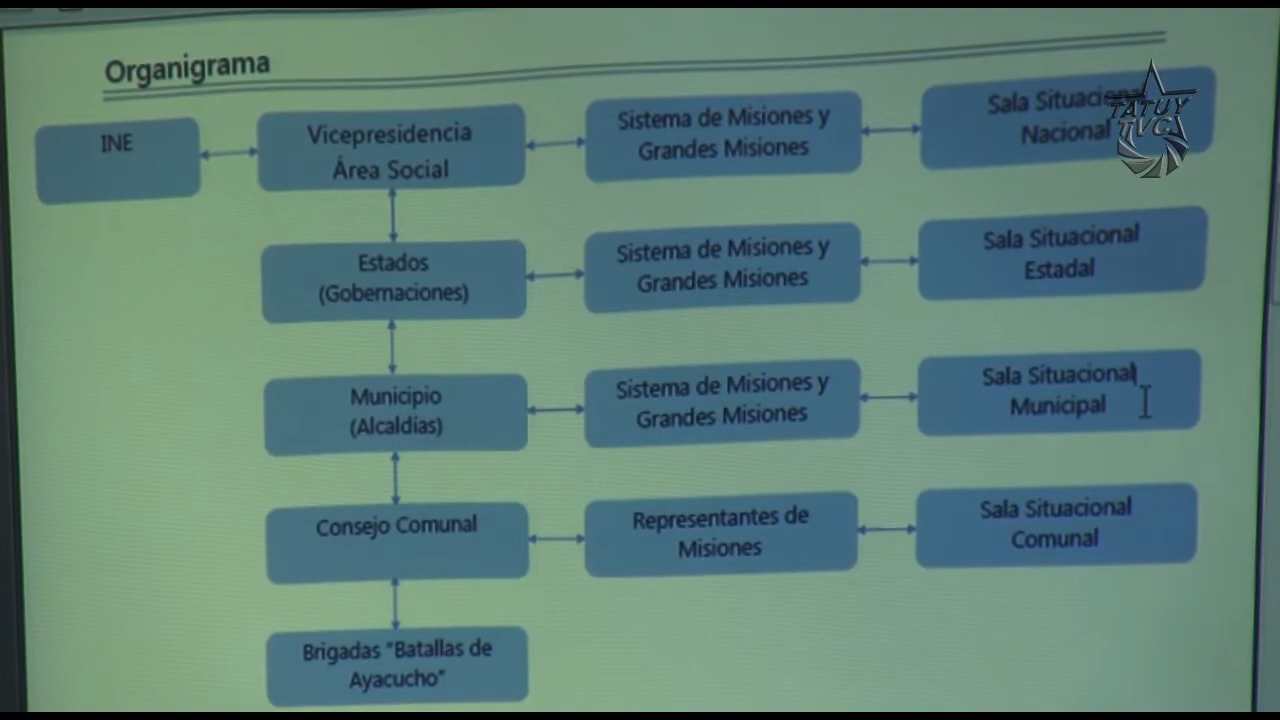 Organigrama
INE
Vicepresidencia
Área Social
Sistema de Misiones y
Grandes Misiones
Sala Situacional
Nacional
TATUY
TVC
Estados
(Gobernaciones)
Sistema de Misiones y
Grandes Misiones
Sala Situacional
Estadal
Municipio
(Alcaldias)
Sistema de Misiones y
Grandes Misiones
Sala Situacional
Municipal
Consejo Comunal
Representantes de
Misiones
Sala Situacional
Comunal
Brigadas "Batallas de
Ayacucho"